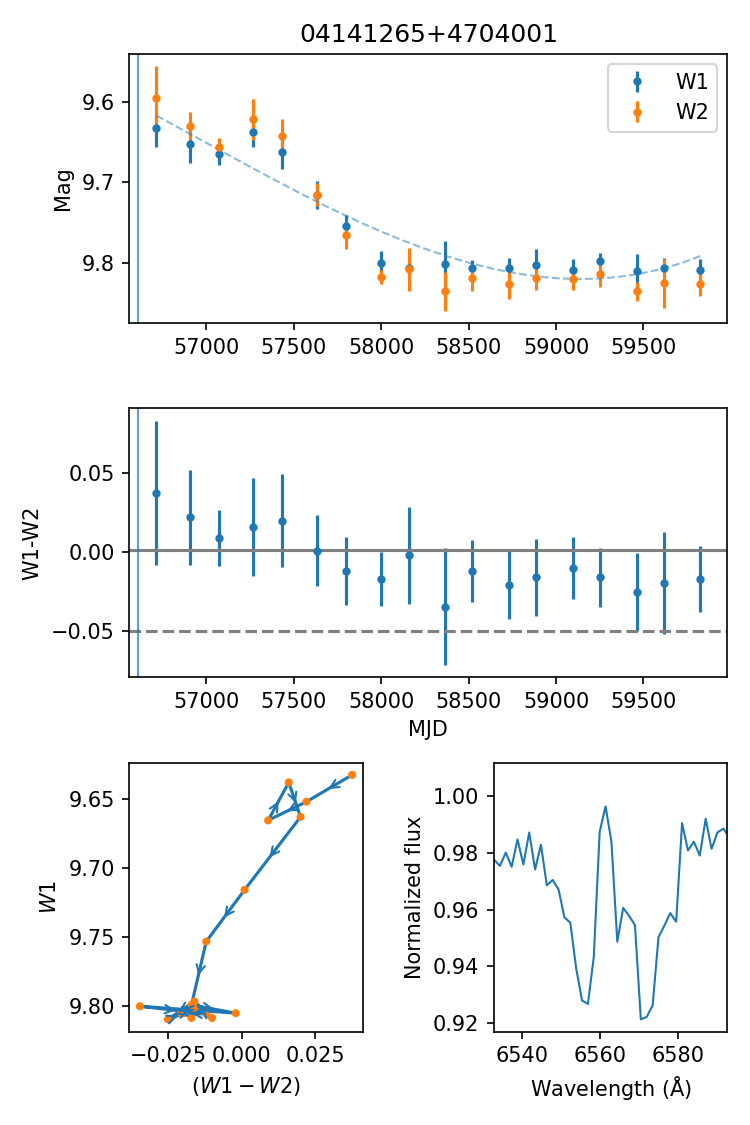 04141265+4704001
W1
W2
9.6
9.7
9.8
Mag
57000 57500 58000 58500 59000 59500
0.05
0.00
−0.05
W1-W2
57000 57500 58000 58500 59000 59500
MJD
9.65
9.70
9.75
9.80
W1
−0.025 0.000 0.025
(W1 − W2)
1.00
0.98
0.96
0.94
0.92
Normalized flux
6540 6560 6580
Wavelength (Å)